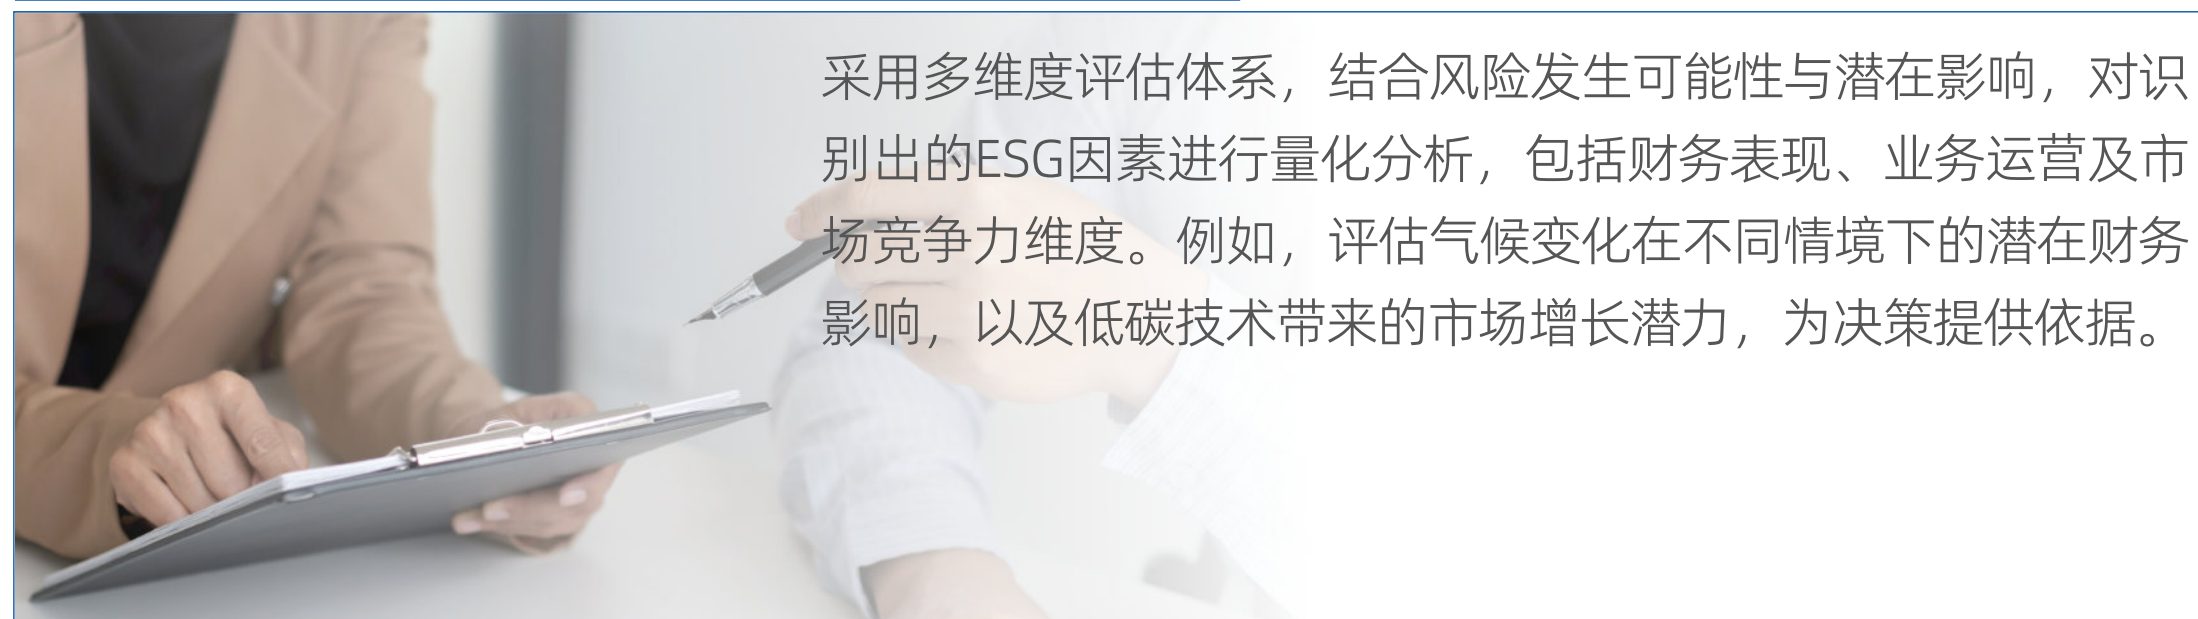 采用多维度评估体系，结合风险发生可能性与潜在影响，对识
别出的ESG因素进行量化分析，包括财务表现、业务运营及市
场竞争力维度。例如，评估气候变化在不同情境下的潜在财务
影响，以及低碳技术带来的市场增长潜力，为决策提供依据。